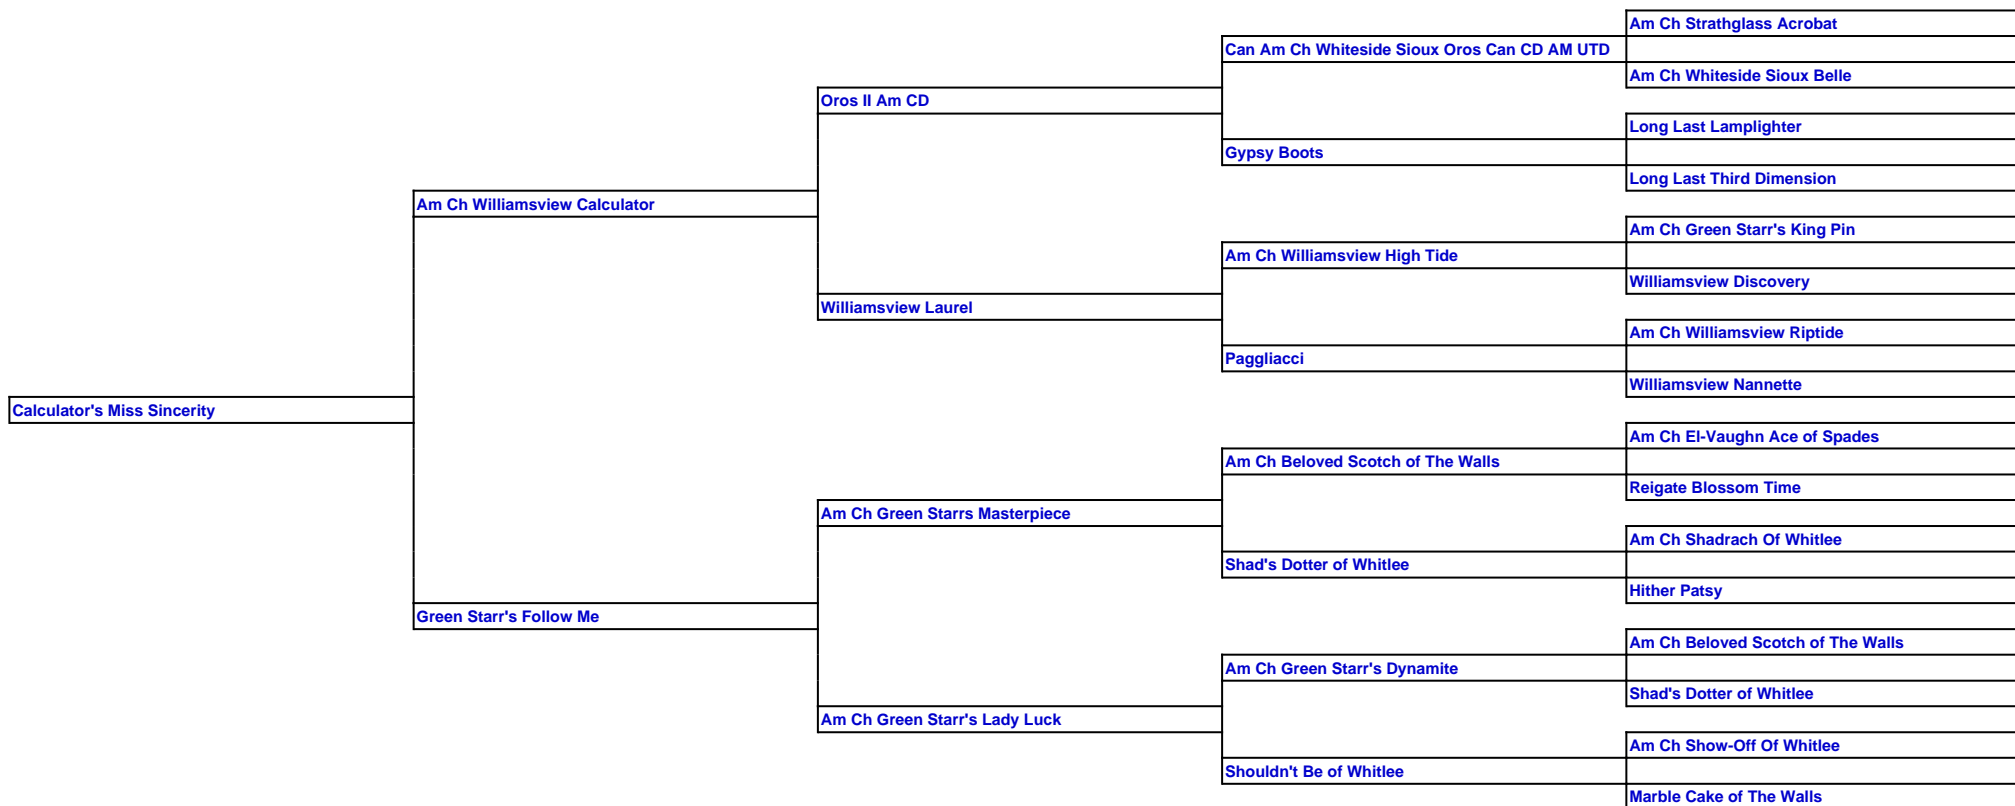 Am Ch Strathglass Acrobat
Can Am Ch Whiteside Sioux Oros Can CD AM UTD
Am Ch Whiteside Sioux Belle
Oros II Am CD
Long Last Lamplighter
Gypsy Boots
Long Last Third Dimension
Am Ch Williamsview Calculator
Am Ch Green Starr's King Pin
Am Ch Williamsview High Tide
Williamsview Discovery
Williamsview Laurel
Am Ch Williamsview Riptide
Paggliacci
Williamsview Nannette
Calculator's Miss Sincerity
Am Ch El-Vaughn Ace of Spades
Am Ch Beloved Scotch of The Walls
Reigate Blossom Time
Am Ch Green Starrs Masterpiece
Am Ch Shadrach Of Whitlee
Shad's Dotter of Whitlee
Hither Patsy
Green Starr's Follow Me
Am Ch Beloved Scotch of The Walls
Am Ch Green Starr's Dynamite
Shad's Dotter of Whitlee
Am Ch Green Starr's Lady Luck
Am Ch Show-Off Of Whitlee
Shouldn't Be of Whitlee
Marble Cake of The Walls